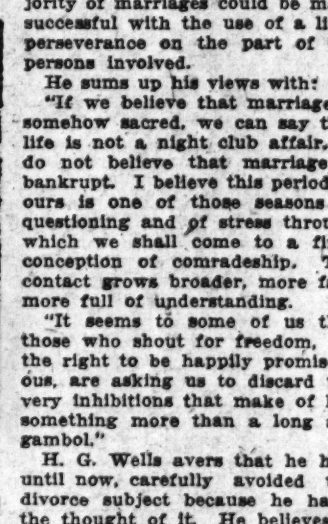 jority of marriages could be m
successful with the use of a li
perseverance on the part of
persons involved.
He sums up his views with:
"If we believe that marriage
somehow sacred, we can say t
life is not a night club affair.
do not believe that marriage
bankrupt. I believe this period
ours is one of those seasons
questioning and of stress throu
which we shall come to a fi
conception of comradeship.
contact grows broader, more f
more full of understanding.
"It seems to some of us t
those who shout for freedom,
the right to be happily promis
ous, are asking us to discard
very inhibitions that make of l
something more than a long
gambol."
H. G. Wells avers that he h
until now, carefully avoided
divorce subject because he ha
the thought of it. He believe